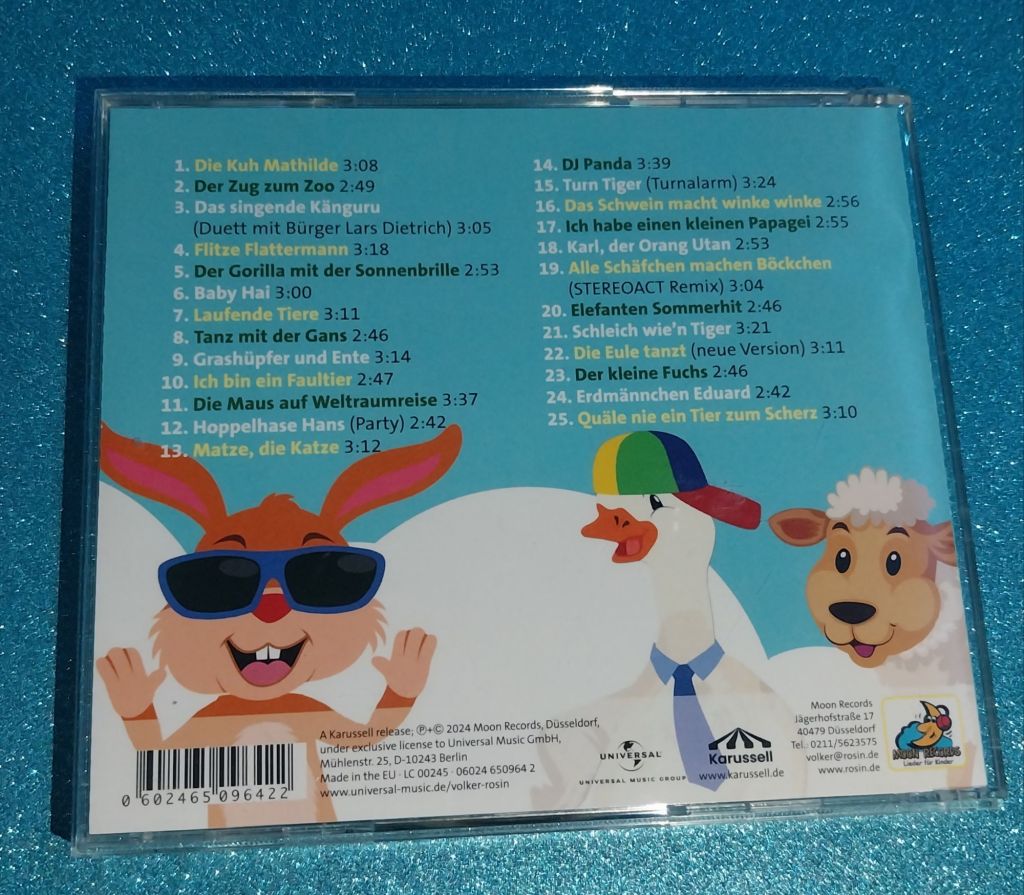 1. Die Kuh Mathilde 3:08
2. Der Zug zum Zoo 2:49
3. Das singende Känguru
(Duett mit Bürger Lars Dietrich) 3:05
4. Flitze Flattermann 3:18
5. Der Gorilla mit der Sonnenbrille 2:53
6. Baby Hai 3:00
7. Laufende Tiere 3:11
8. Tanz mit der Gans 2:46
9. Grashüpfer und Ente 3:14
10. Ich bin ein Faultier 2:47
11. Die Maus auf Weltraumreise 3:37
12. Hoppelhase Hans (Party) 2:42
13. Matze, die Katze 3:12
14. DJ Panda 3:39
15. Turn Tiger (Turnalarm) 3:24
16. Das Schwein macht winke winke 2:56
17. Ich habe einen kleinen Papagei 2:55
18. Karl, der Orang Utan 2:53
19. Alle Schäfchen machen Böckchen
(STEREOACT Remix) 3:04
20. Elefanten Sommerhit 2:46
21. Schleich wie'n Tiger 3:21
22. Die Eule tanzt (neue Version) 3:11
23. Der kleine Fuchs 2:46
24. Erdmännchen Eduard 2:42
25. Quäle nie ein Tier zum Scherz 3:10
0 602465 096422
A Karussell release; ℗+© 2024 Moon Records, Düsseldorf,
under exclusive license to Universal Music GmbH,
Mühlenstr. 25, D-10243 Berlin
Made in the EU · LC 00245 · 06024 650964 2
www.universal-music.de/volker-rosin
UNIVERSAL
UNIVERSAL MUSIC GROUP
Karussell
www.karussell.de
Moon Records
Jägerhofstraße 17
40479 Düsseldorf
Tel.: 0211/5623575
volker@rosin.de
www.rosin.de
MOON RECORDS
Lieder für Kinder